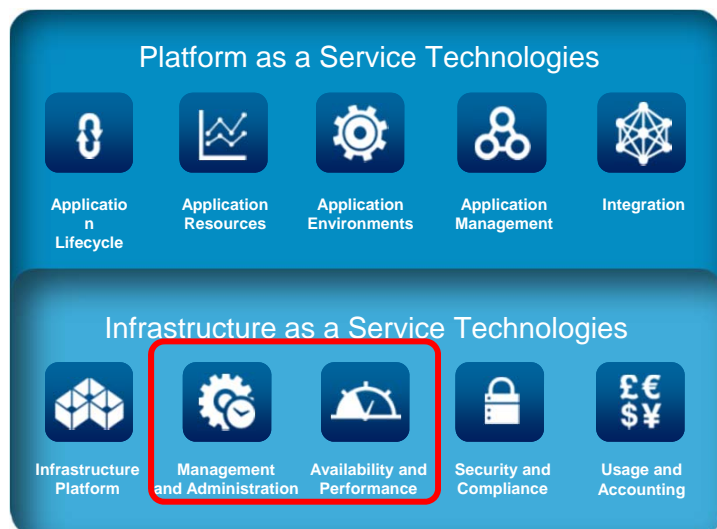 Platform as a Service Technologies
Applicatio
n
Lifecycle
Application
Resources
Application
Environments
Application
Management
Integration
Infrastructure as a Service Technologies
Infrastructure
Platform
Management
and Administration
Availability and
Performance
Security and
Compliance
£€
$¥
Usage and
Accounting